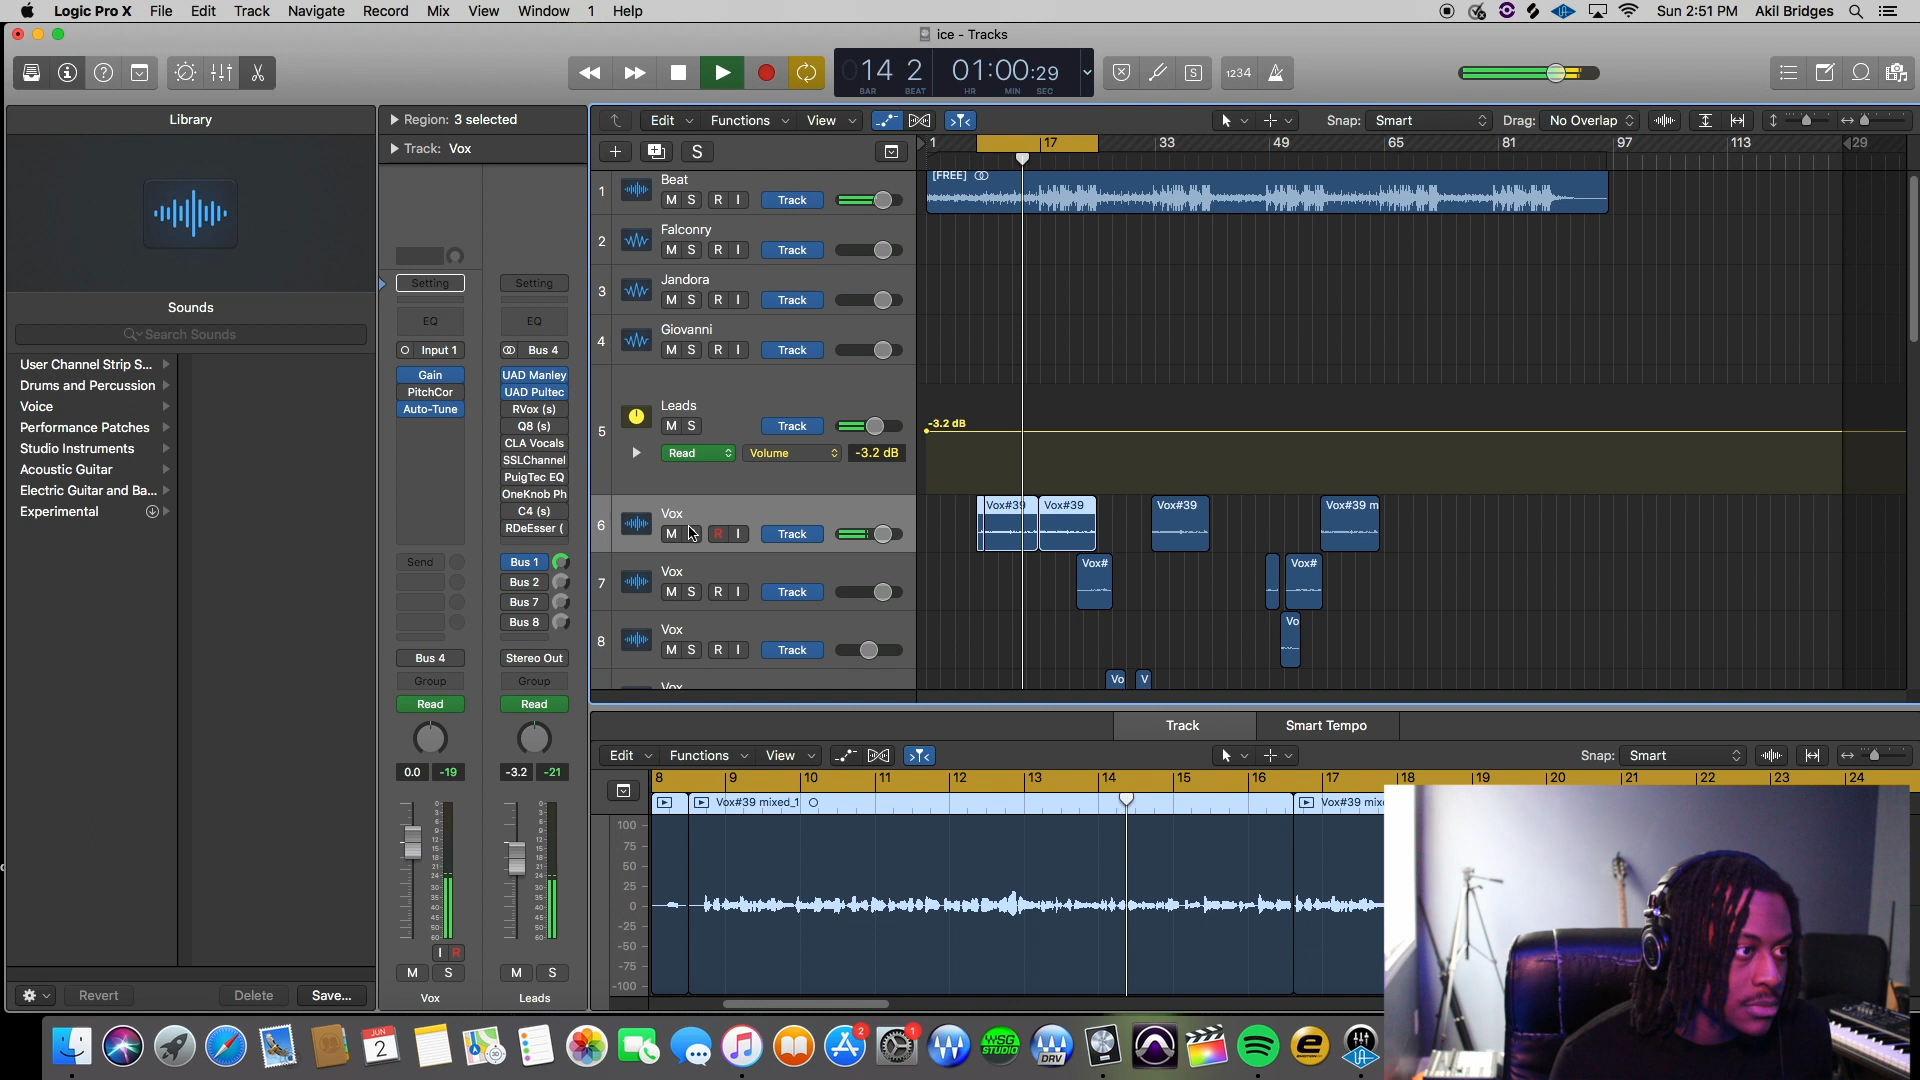 Logic Pro X File Edit Track Navigate Record Mix View Window 1 Help
Sun 2:51 PM Akil Bridges
ice - Tracks
14 2 01:00:29
BAR BEAT HR MIN SEC
S 1234
Library
Region: 3 selected
Track: Vox
Edit Functions View
Snap: Smart Drag: No Overlap
S
1 17 33 49 65 81 97 113 29
Sounds
Search Sounds
User Channel Strip S...
Drums and Percussion
Voice
Performance Patches
Studio Instruments
Acoustic Guitar
Electric Guitar and Ba...
Experimental
Revert Delete Save...
Setting Setting
EQ EQ
Input 1 Bus 4
Gain UAD Manley
PitchCor UAD Pultec
Auto-Tune RVox (s)
Q8 (s)
CLA Vocals
SSLChannel
PuigTec EQ
OneKnob Ph
C4 (s)
RDeEsser (
Send Bus 1
Bus 2
Bus 7
Bus 8
Bus 4 Stereo Out
Group Group
Read Read
0.0 -19 -3.2 -21
I R
M S M S
Vox Leads
1 Beat
M S R I Track
[FREE]
2 Falconry
M S R I Track
3 Jandora
M S R I Track
4 Giovanni
M S R I Track
5 Leads
M S Track
Read Volume -3.2 dB
-3.2 dB
6 Vox
M R I Track
Vox#39 Vox#39 Vox#39 Vox#39 m
7 Vox
M S R I Track
Vox# Vox#
8 Vox
M S R I Track
Vo
Vox
Vo V
Track Smart Tempo
Edit Functions View
Snap: Smart
8 9 10 11 12 13 14 15 16 17 18 19 20 21 22 23 24
Vox#39 mixed_1 Vox#39 mix
100
75
50
25
0
-25
-50
-75
-100
JUN
2
2
1
WSG
STUDIO
DRV